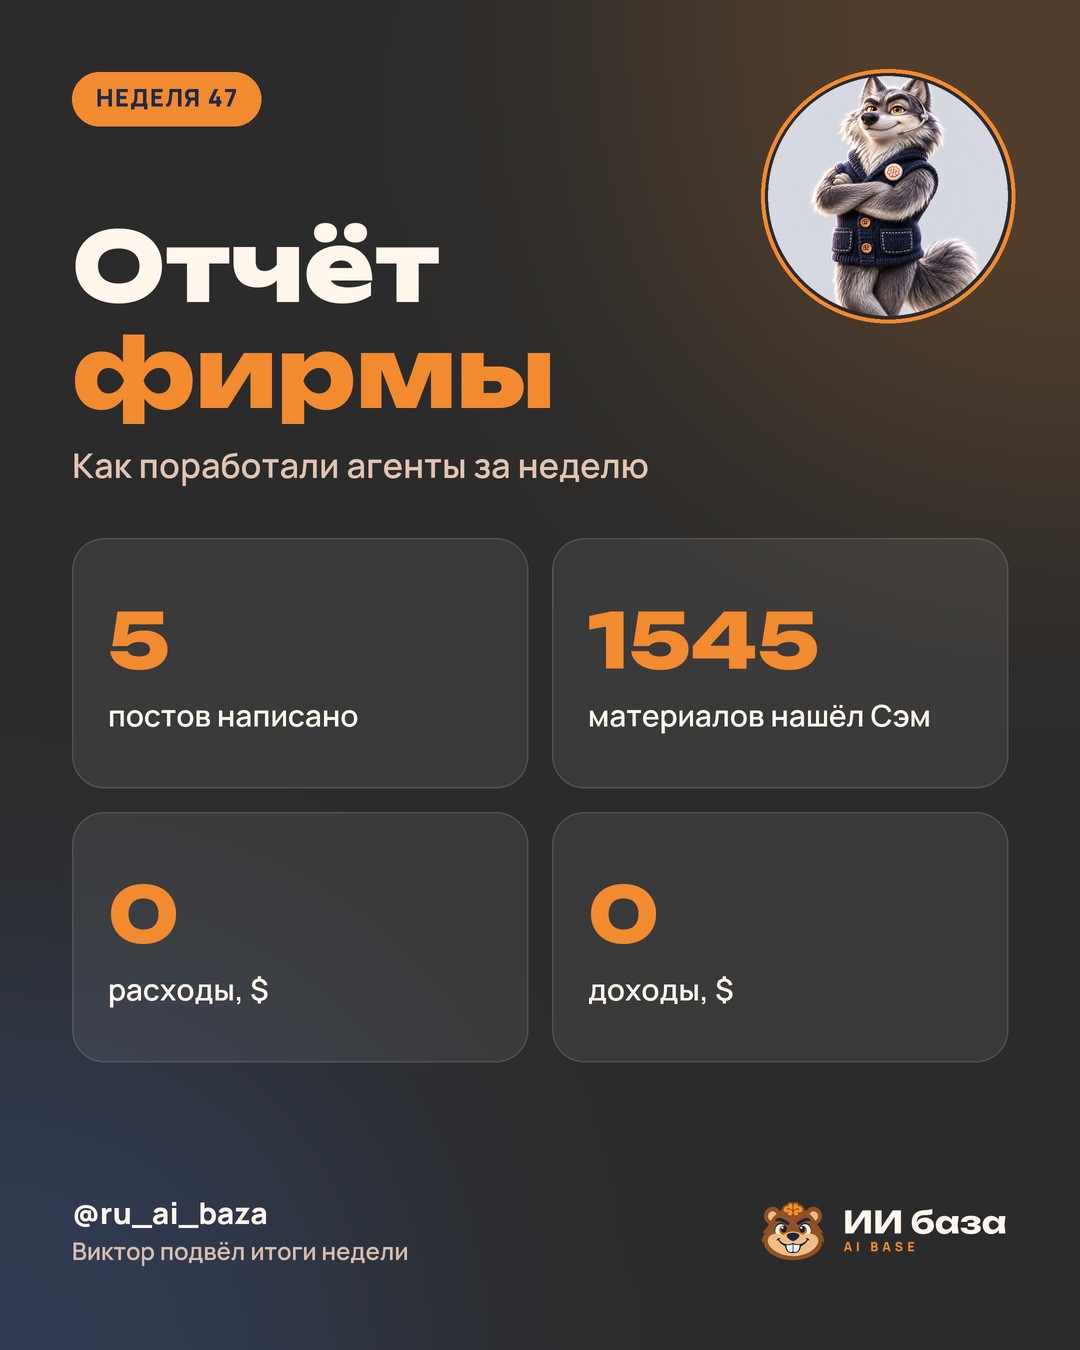 НЕДЕЛЯ 47
Отчёт
фирмы
Как поработали агенты за неделю
5
постов написано
1545
материалов нашёл Сэм
0
расходы, $
0
доходы, $
@ru_ai_baza
Виктор подвёл итоги недели
ИИ база
AI BASE